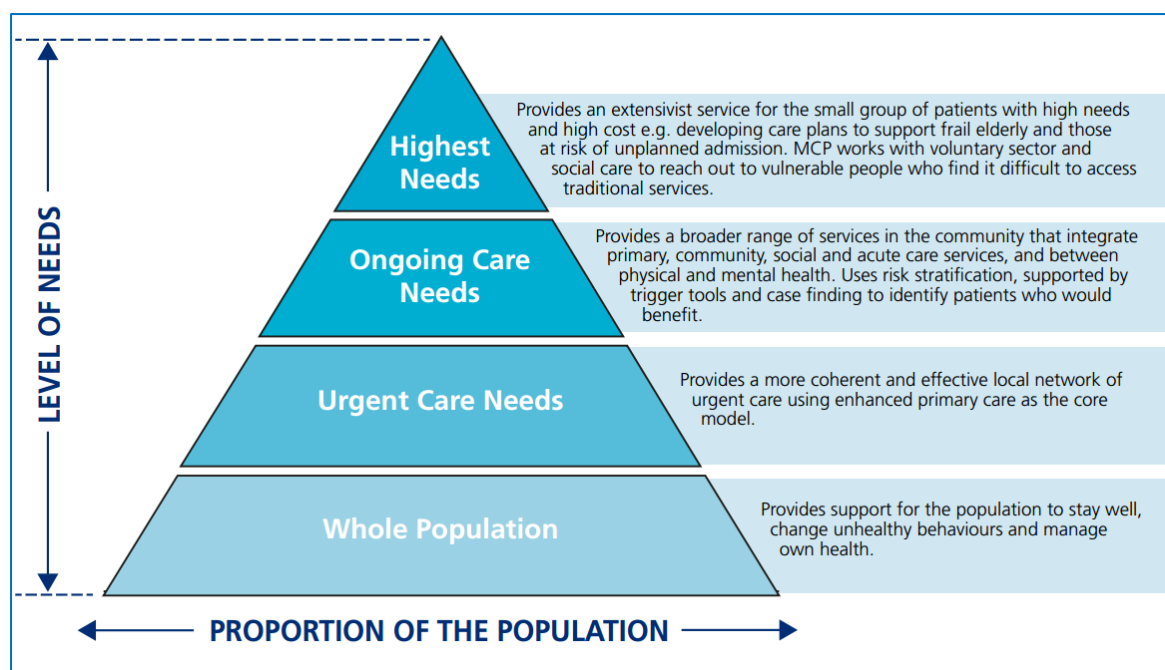 LEVEL OF NEEDS
Highest
Needs
Provides an extensivist service for the small group of patients with high needs
and high cost e.g. developing care plans to support frail elderly and those
at risk of unplanned admission. MCP works with voluntary sector and
social care to reach out to vulnerable people who find it difficult to access
traditional services.
Ongoing Care
Needs
Provides a broader range of services in the community that integrate
primary, community, social and acute care services, and between
physical and mental health. Uses risk stratification, supported by
trigger tools and case finding to identify patients who would
benefit.
Urgent Care Needs
Provides a more coherent and effective local network of
urgent care using enhanced primary care as the core
model.
Whole Population
Provides support for the population to stay well,
change unhealthy behaviours and manage
own health.
PROPORTION OF THE POPULATION